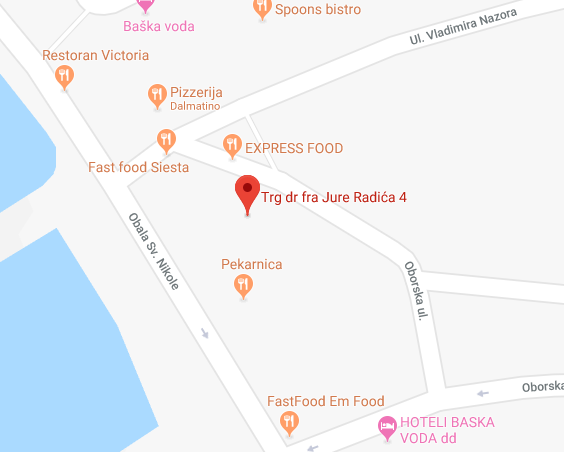 Spoons bistro
Baška voda
Ul. Vladimira Nazora
Restoran Victoria
Pizzerija
Dalmatino
EXPRESS FOOD
Fast food Siesta
Trg dr fra Jure Radića 4
Obala Sv. Nikole
Pekarnica
Oborska ul.
Oborska
FastFood Em Food
HOTELI BASKA
VODA dd